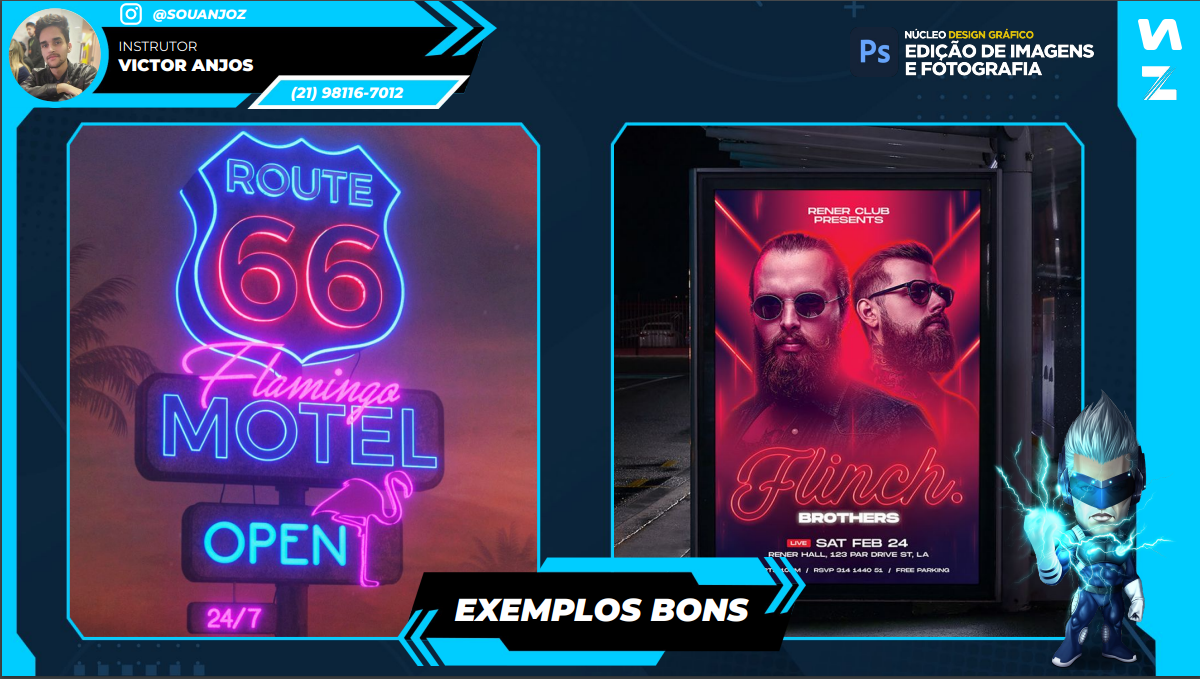 @SOUANJOZ
INSTRUTOR
VICTOR ANJOS
(21) 98116-7012
Ps
NÚCLEO DESIGN GRÁFICO
EDIÇÃO DE IMAGENS
E FOTOGRAFIA
ROUTE
66
Flamingo
MOTEL
OPEN
24/7
RENER CLUB
PRESENTS
Flinch.
BROTHERS
LIVE SAT FEB 24
RENER HALL, 123 PAR DRIVE ST, LA
/ RSVP 314 1440 51 / FREE PARKING
EXEMPLOS BONS